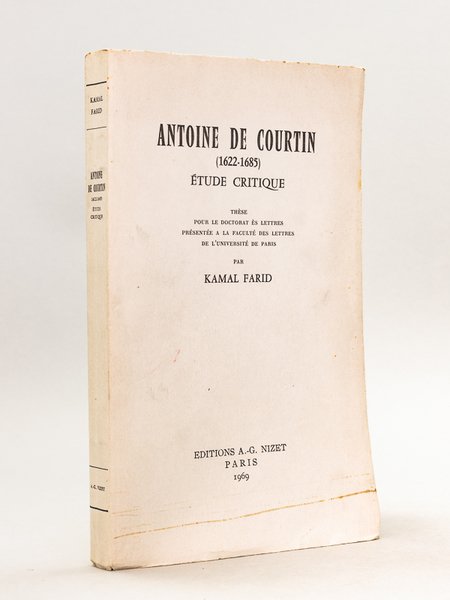 KAMAL
FARID
ANTOINE
DE COURTIN
ÉTUDE
CRITIQUE
A.-G. NIZET
ANTOINE DE COURTIN
(1622-1685)
ÉTUDE CRITIQUE
THÈSE
POUR LE DOCTORAT ÈS LETTRES
PRÉSENTÉE A LA FACULTÉ DES LETTRES
DE L'UNIVERSITÉ DE PARIS
PAR
KAMAL FARID
EDITIONS A.-G. NIZET
PARIS
1969